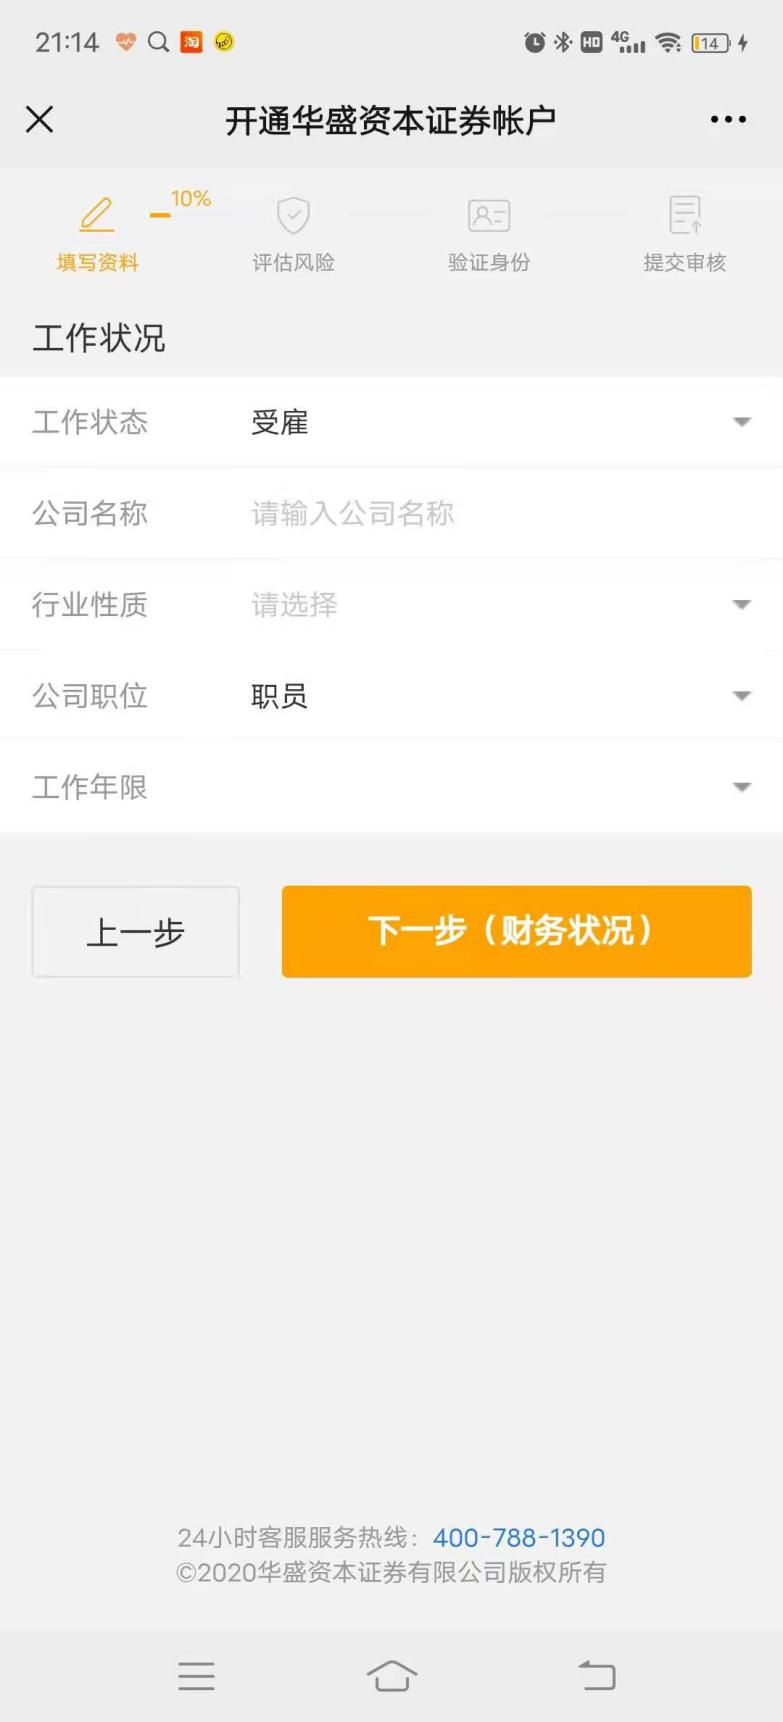 21:14 淘 HD 4G 14
开通华盛资本证券帐户
10%
填写资料 评估风险 验证身份 提交审核
工作状况
工作状态 受雇
公司名称 请输入公司名称
行业性质 请选择
公司职位 职员
工作年限
上一步 下一步（财务状况）
24小时客服服务热线：400-788-1390
©2020华盛资本证券有限公司版权所有